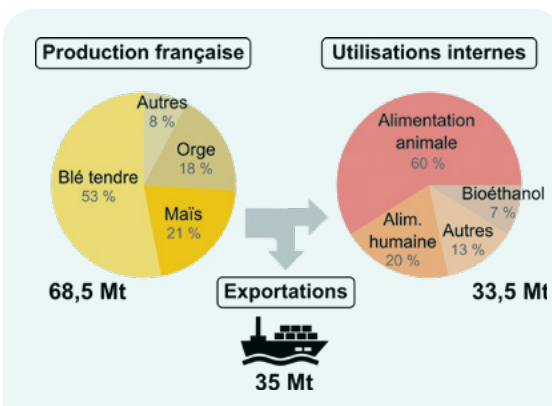 Production française
Utilisations internes
Autres
8 %
Orge
18 %
Blé tendre
53 %
Maïs
21 %
68,5 Mt
Alimentation
animale
60 %
Bioéthanol
7 %
Autres
13 %
Alim.
humaine
20 %
33,5 Mt
Exportations
35 Mt